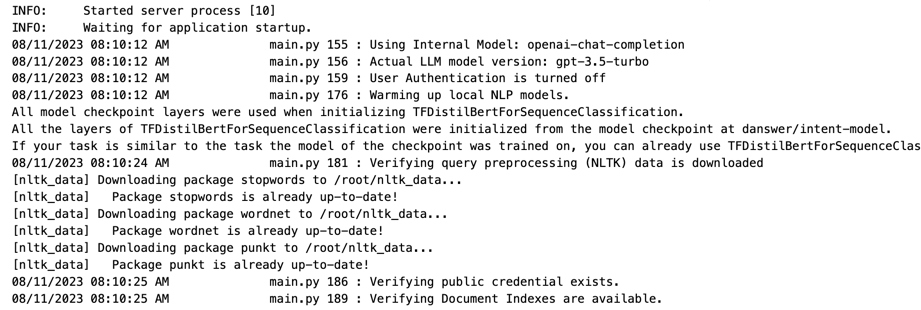 INFO:     Started server process [10]
INFO:     Waiting for application startup.
08/11/2023 08:10:12 AM             main.py 155 : Using Internal Model: openai-chat-completion
08/11/2023 08:10:12 AM             main.py 156 : Actual LLM model version: gpt-3.5-turbo
08/11/2023 08:10:12 AM             main.py 159 : User Authentication is turned off
08/11/2023 08:10:12 AM             main.py 176 : Warming up local NLP models.
All model checkpoint layers were used when initializing TFDistilBertForSequenceClassification.
All the layers of TFDistilBertForSequenceClassification were initialized from the model checkpoint at danswer/intent-model.
If your task is similar to the task the model of the checkpoint was trained on, you can already use TFDistilBertForSequenceClas
08/11/2023 08:10:24 AM             main.py 181 : Verifying query preprocessing (NLTK) data is downloaded
[nltk_data] Downloading package stopwords to /root/nltk_data...
[nltk_data]   Package stopwords is already up-to-date!
[nltk_data] Downloading package wordnet to /root/nltk_data...
[nltk_data]   Package wordnet is already up-to-date!
[nltk_data] Downloading package punkt to /root/nltk_data...
[nltk_data]   Package punkt is already up-to-date!
08/11/2023 08:10:25 AM             main.py 186 : Verifying public credential exists.
08/11/2023 08:10:25 AM             main.py 189 : Verifying Document Indexes are available.